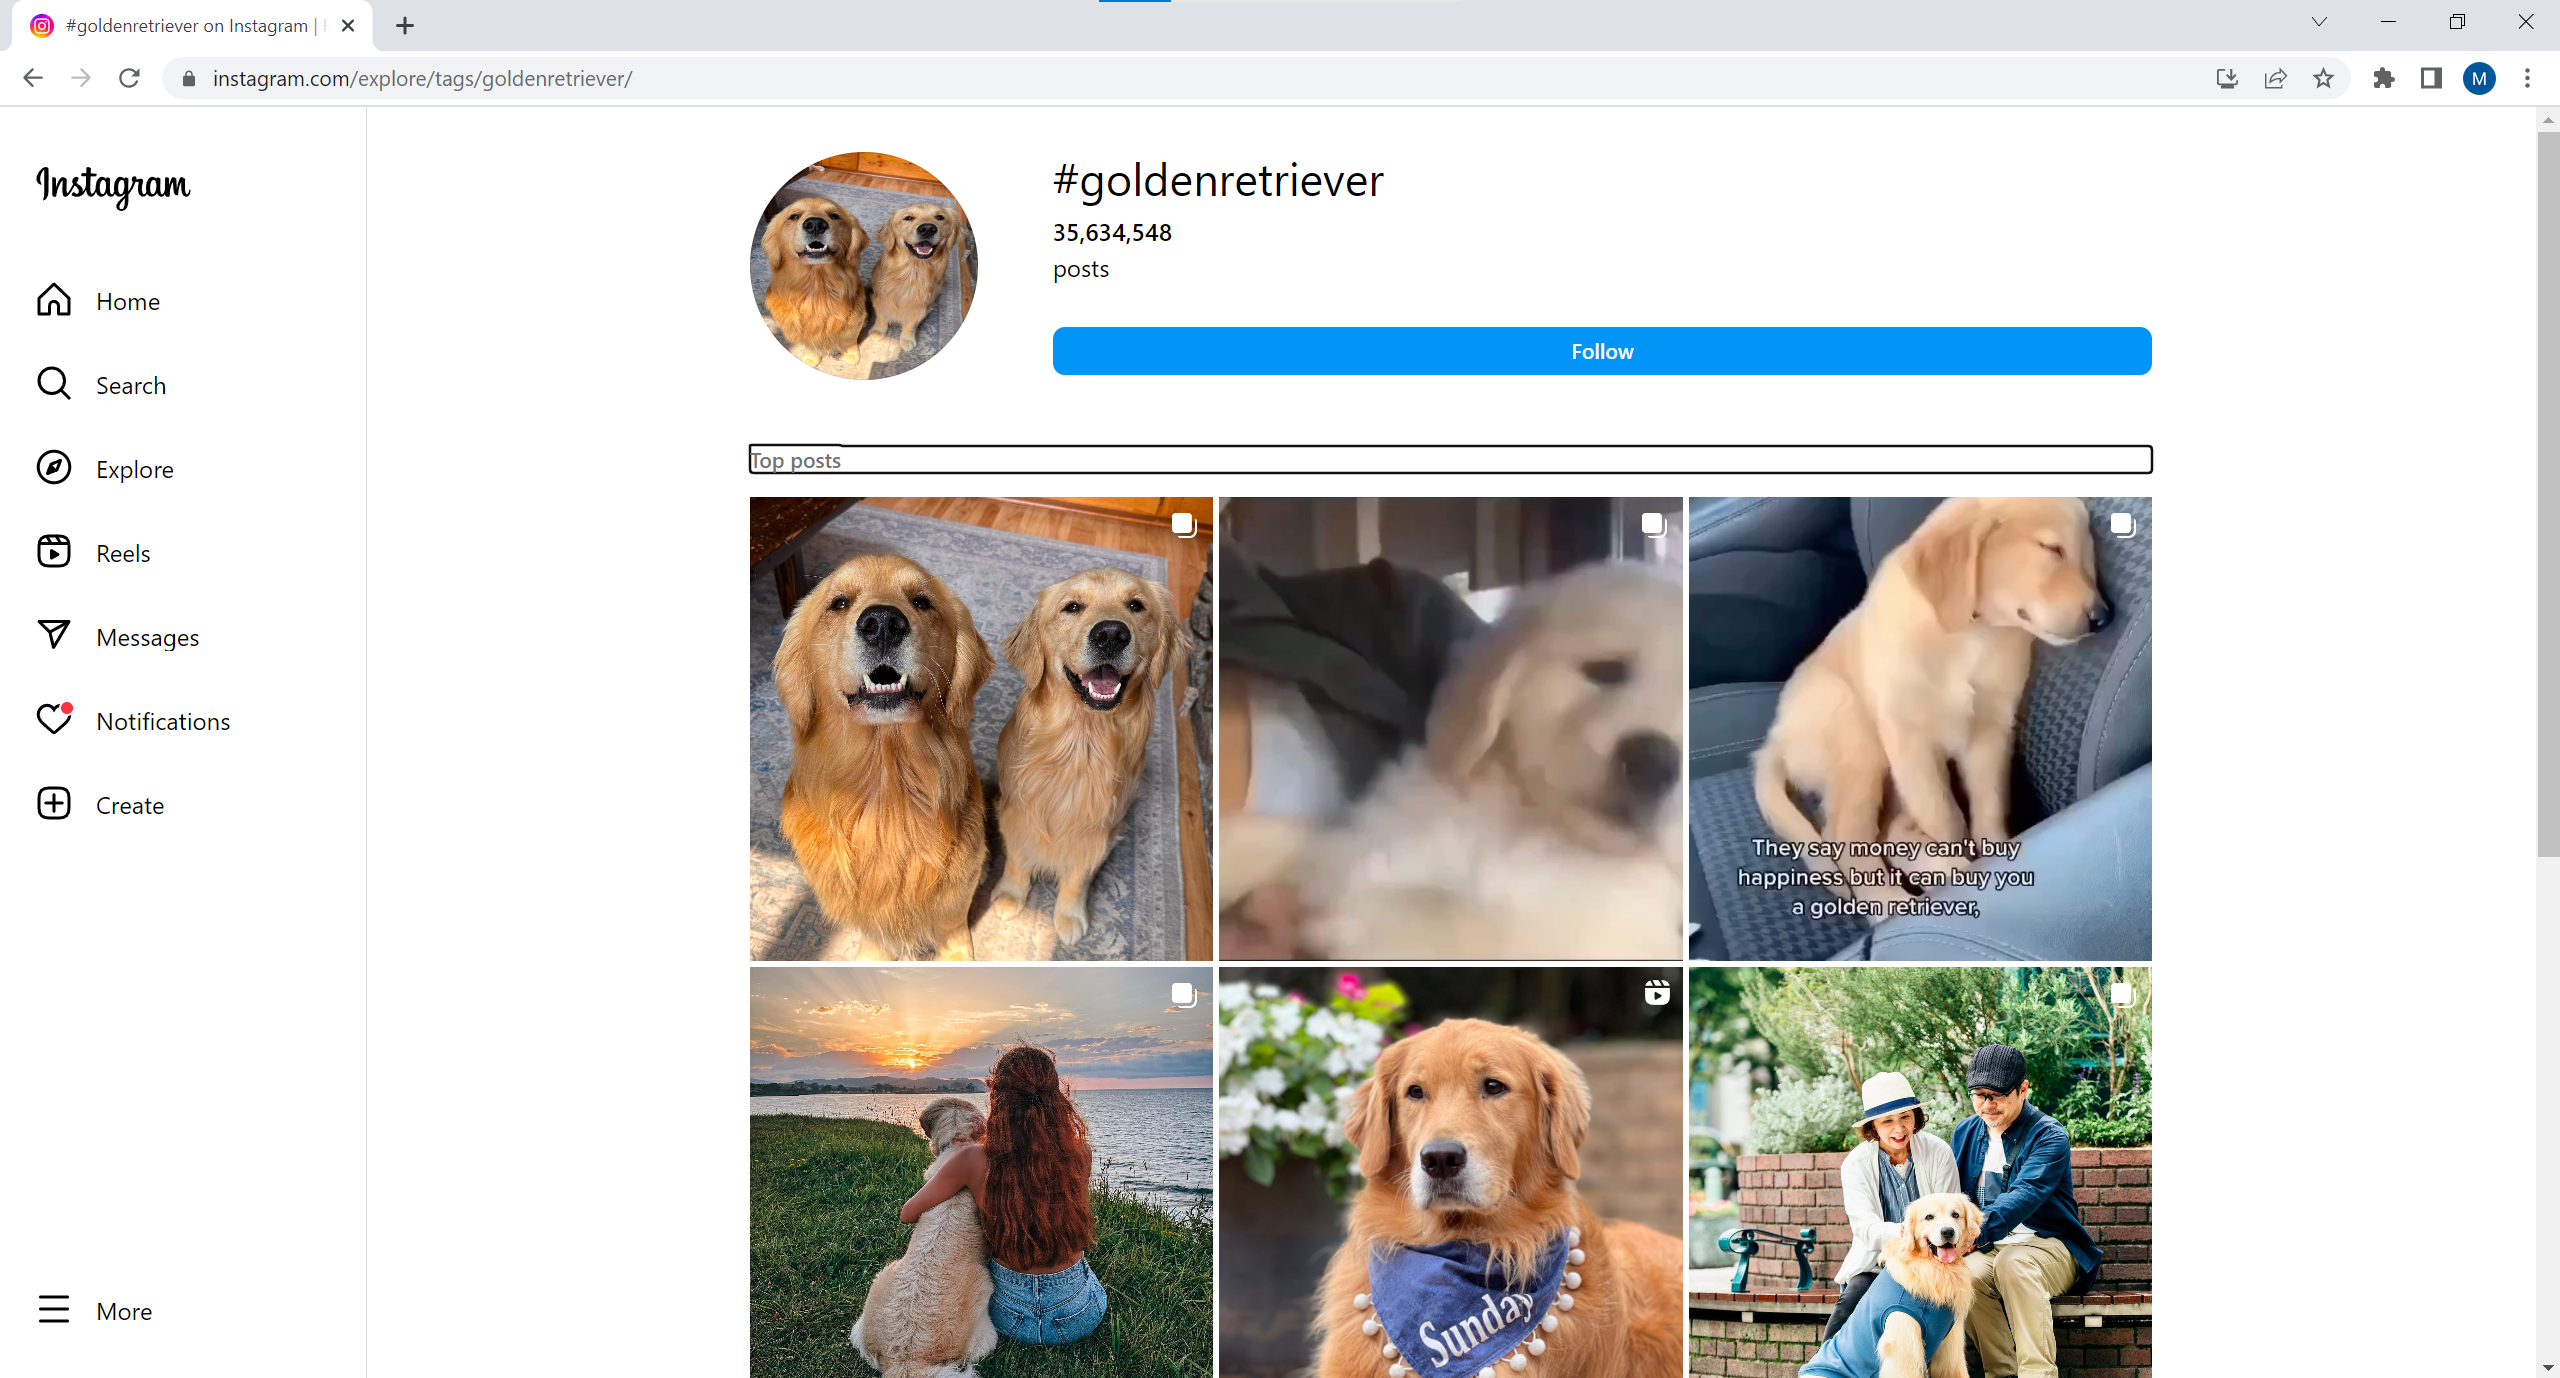 #goldenretriever on Instagram |
instagram.com/explore/tags/goldenretriever/
M
Instagram
Home
Search
Explore
Reels
Messages
Notifications
Create
More
#goldenretriever
35,634,548
posts
Follow
Top posts
They say money can't buy
happiness but it can buy you
a golden retriever,
Sunday